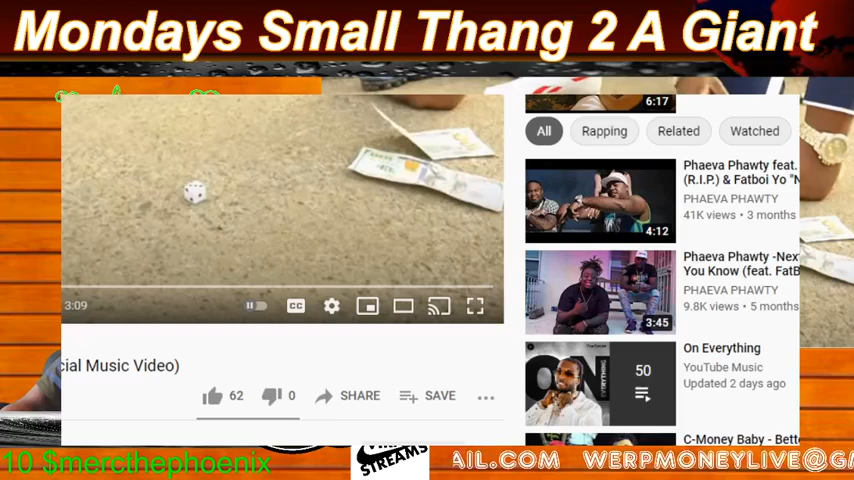 Mondays Small Thang 2 A Giant
6:17
All
Rapping
Related
Watched
Phaeva Phawty feat.
(R.I.P.) & Fatboi Yo "N
PHAEVA PHAWTY
41K views • 3 months
4:12
Phaeva Phawty -Nex
You Know (feat. FatB
PHAEVA PHAWTY
9.8K views • 5 months
3:45
3:09
CC
cial Music Video)
62
0
SHARE
SAVE
On Everything
YouTube Music
Updated 2 days ago
50
C-Money Baby - Bett
10 $mercthephoenix
STREAMS
AIL.COM WERPMONEYLIVE@GM